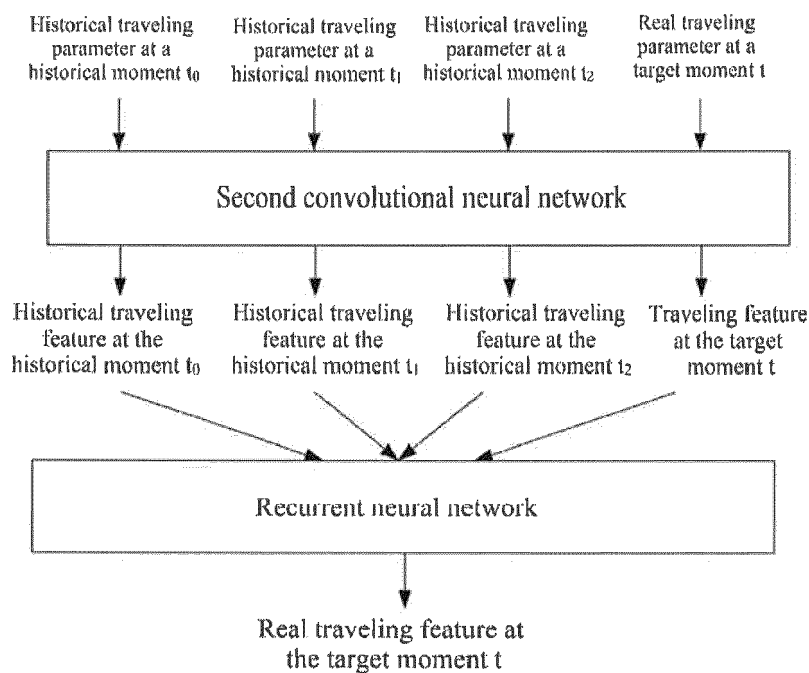 Historical traveling
parameter at a
historical moment t0
Historical traveling
parameter at a
historical moment t1
Historical traveling
parameter at a
historical moment t2
Real traveling
parameter at a
target moment t
Second convolutional neural network
Historical traveling
feature at the
historical moment t0
Historical traveling
feature at the
historical moment t1
Historical traveling
feature at the
historical moment t2
Traveling feature
at the target
moment t
Recurrent neural network
Real traveling feature at
the target moment t